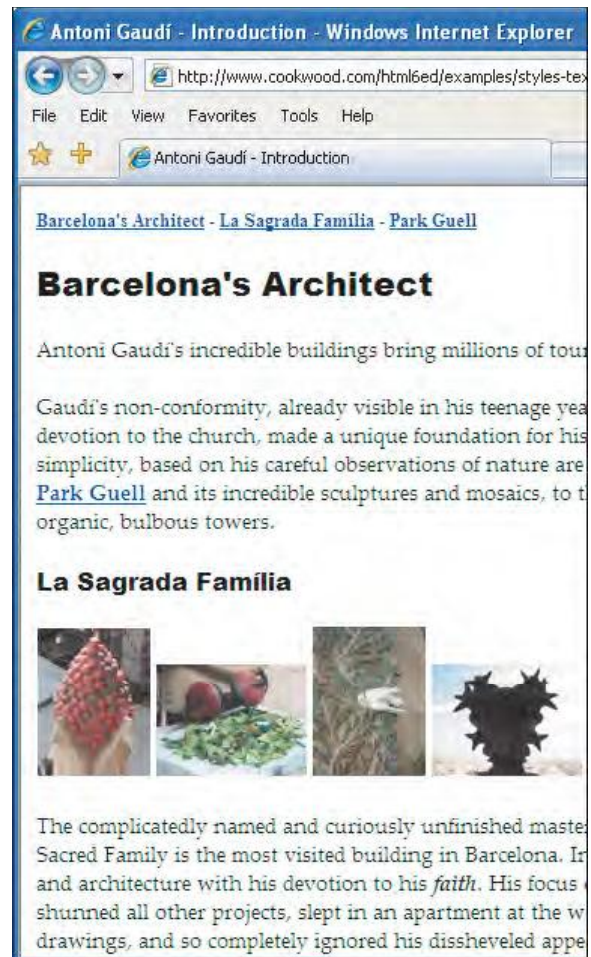 Antoni Gaudí - Introduction - Windows Internet Explorer
http://www.cookwood.com/html6ed/examples/styles-tex
File Edit View Favorites Tools Help
Antoni Gaudí - Introduction
Barcelona's Architect - La Sagrada Família - Park Guell
Barcelona's Architect
Antoni Gaudí's incredible buildings bring millions of tour
Gaudí's non-conformity, already visible in his teenage yea
devotion to the church, made a unique foundation for his
simplicity, based on his careful observations of nature are
Park Guell and its incredible sculptures and mosaics, to t
organic, bulbous towers.
La Sagrada Família
The complicatedly named and curiously unfinished master
Sacred Family is the most visited building in Barcelona. In
and architecture with his devotion to his faith. His focus
shunned all other projects, slept in an apartment at the w
drawings, and so completely ignored his dissheveled appe